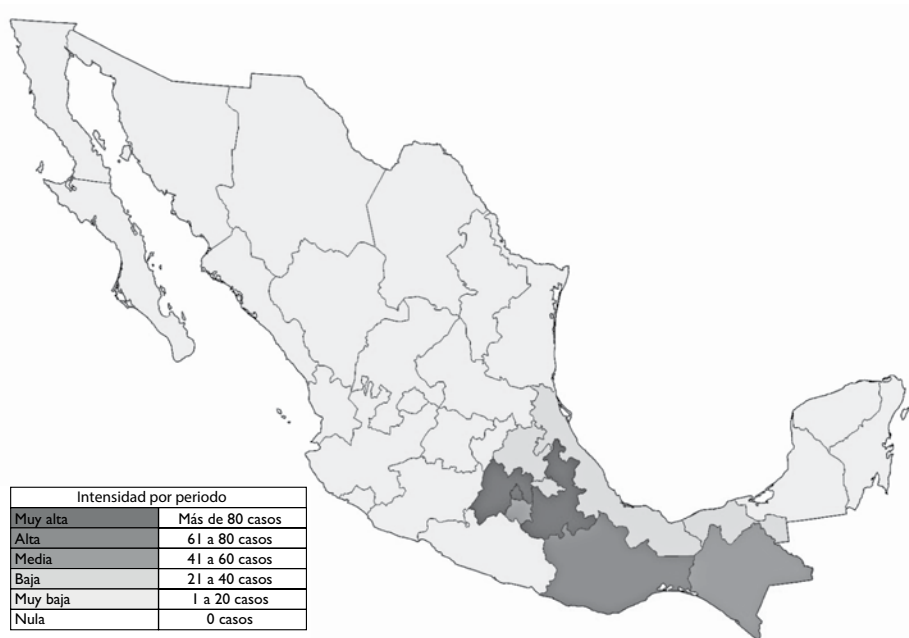 Intensidad por periodo
Muy alta Más de 80 casos
Alta 61 a 80 casos
Media 41 a 60 casos
Baja 21 a 40 casos
Muy baja 1 a 20 casos
Nula 0 casos